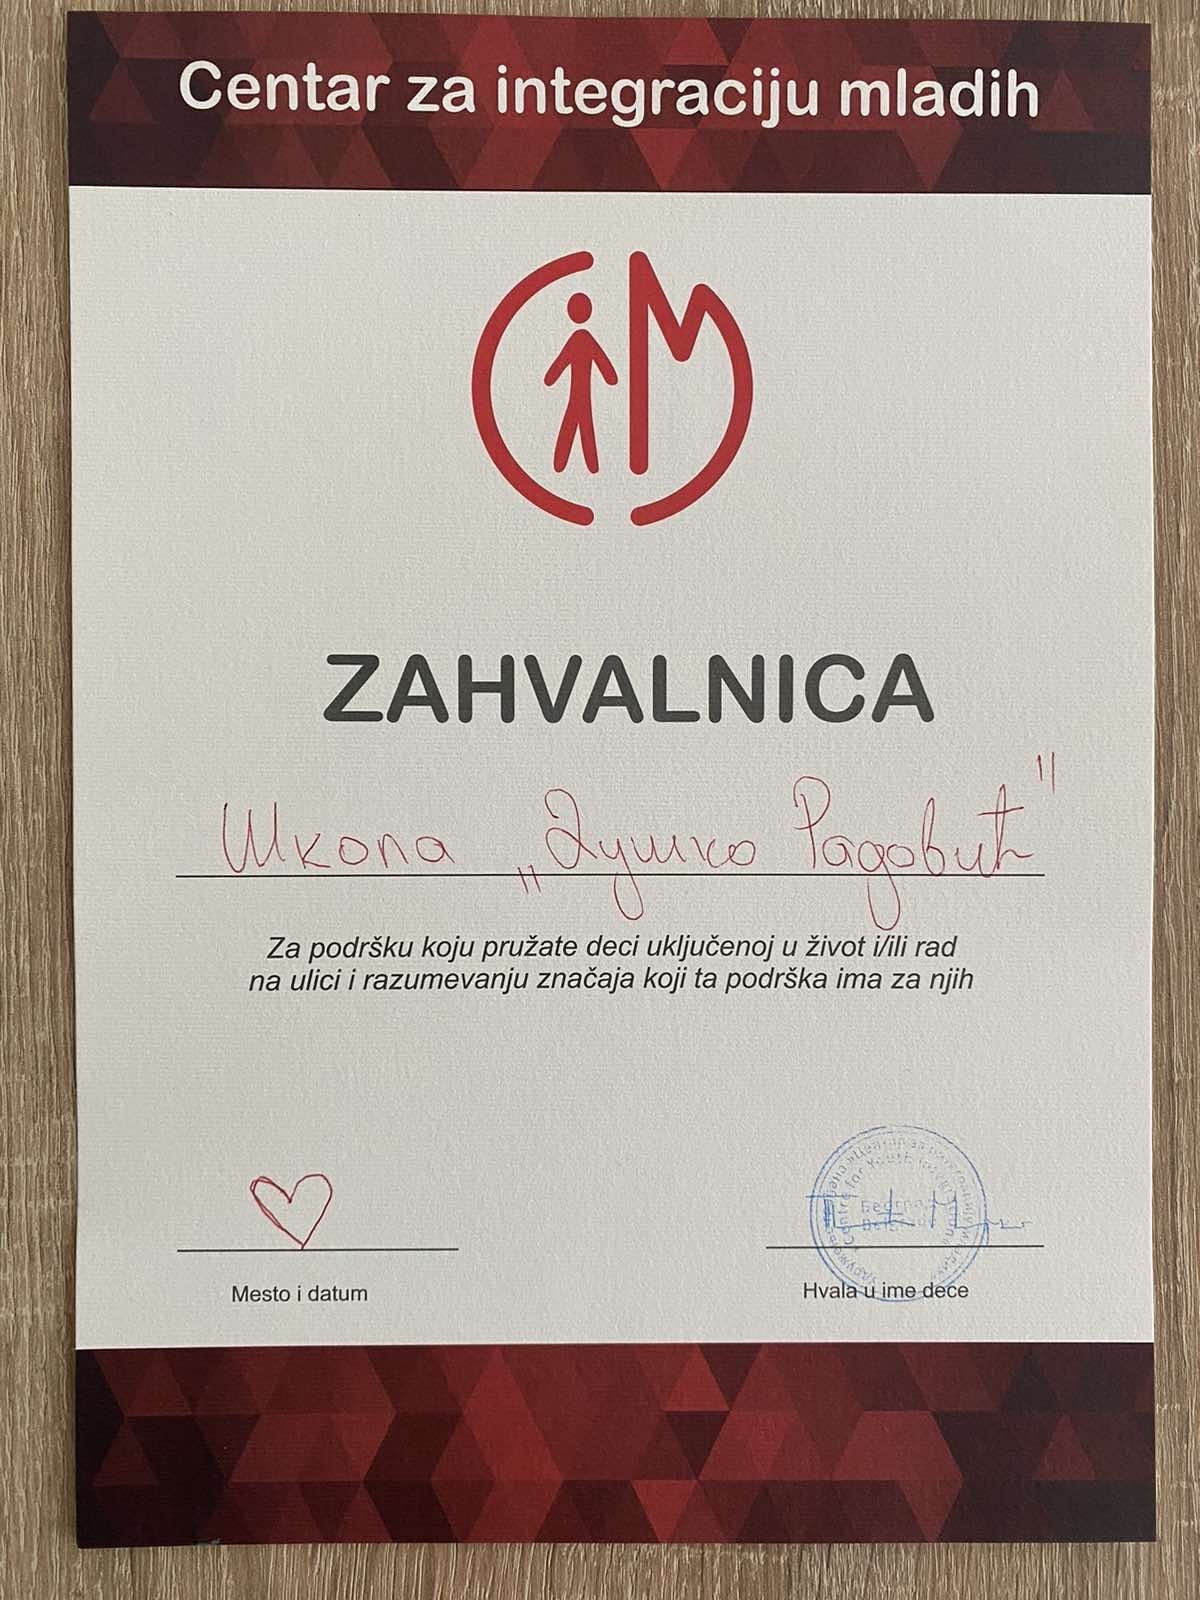 Centar za integraciju mladih
ZAHVALNICA
Школа „Душко Радовић"
Za podršku koju pružate deci uključenoj u život i/ili rad
na ulici i razumevanju značaja koji ta podrška ima za njih
Mesto i datum
Hvala u ime dece